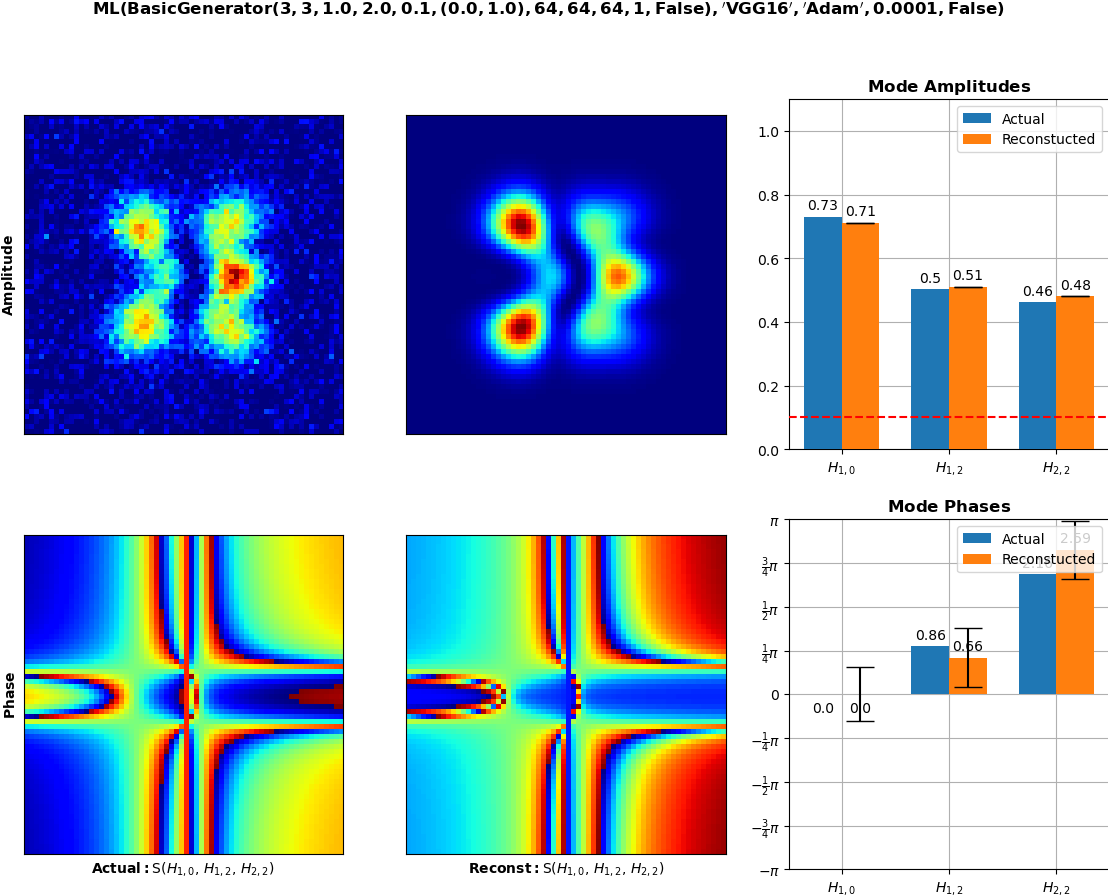 ML(BasicGenerator(3, 3, 1.0, 2.0, 0.1, (0.0, 1.0), 64, 64, 64, 1, False), ′VGG16′, ′Adam′, 0.0001, False)
Amplitude
Mode Amplitudes
Actual
Reconstucted
1.0
0.8
0.6
0.4
0.2
0.0
0.73
0.71
0.5
0.51
0.46
0.48
H1, 0
H1, 2
H2, 2
Phase
Actual: S(H1, 0, H1, 2, H2, 2)
Reconst: S(H1, 0, H1, 2, H2, 2)
Mode Phases
Actual
Reconstucted
π
3/4π
1/2π
1/4π
0
−1/4π
−1/2π
−3/4π
−π
0.0
0.0
0.86
0.66
2.59
H1, 0
H1, 2
H2, 2